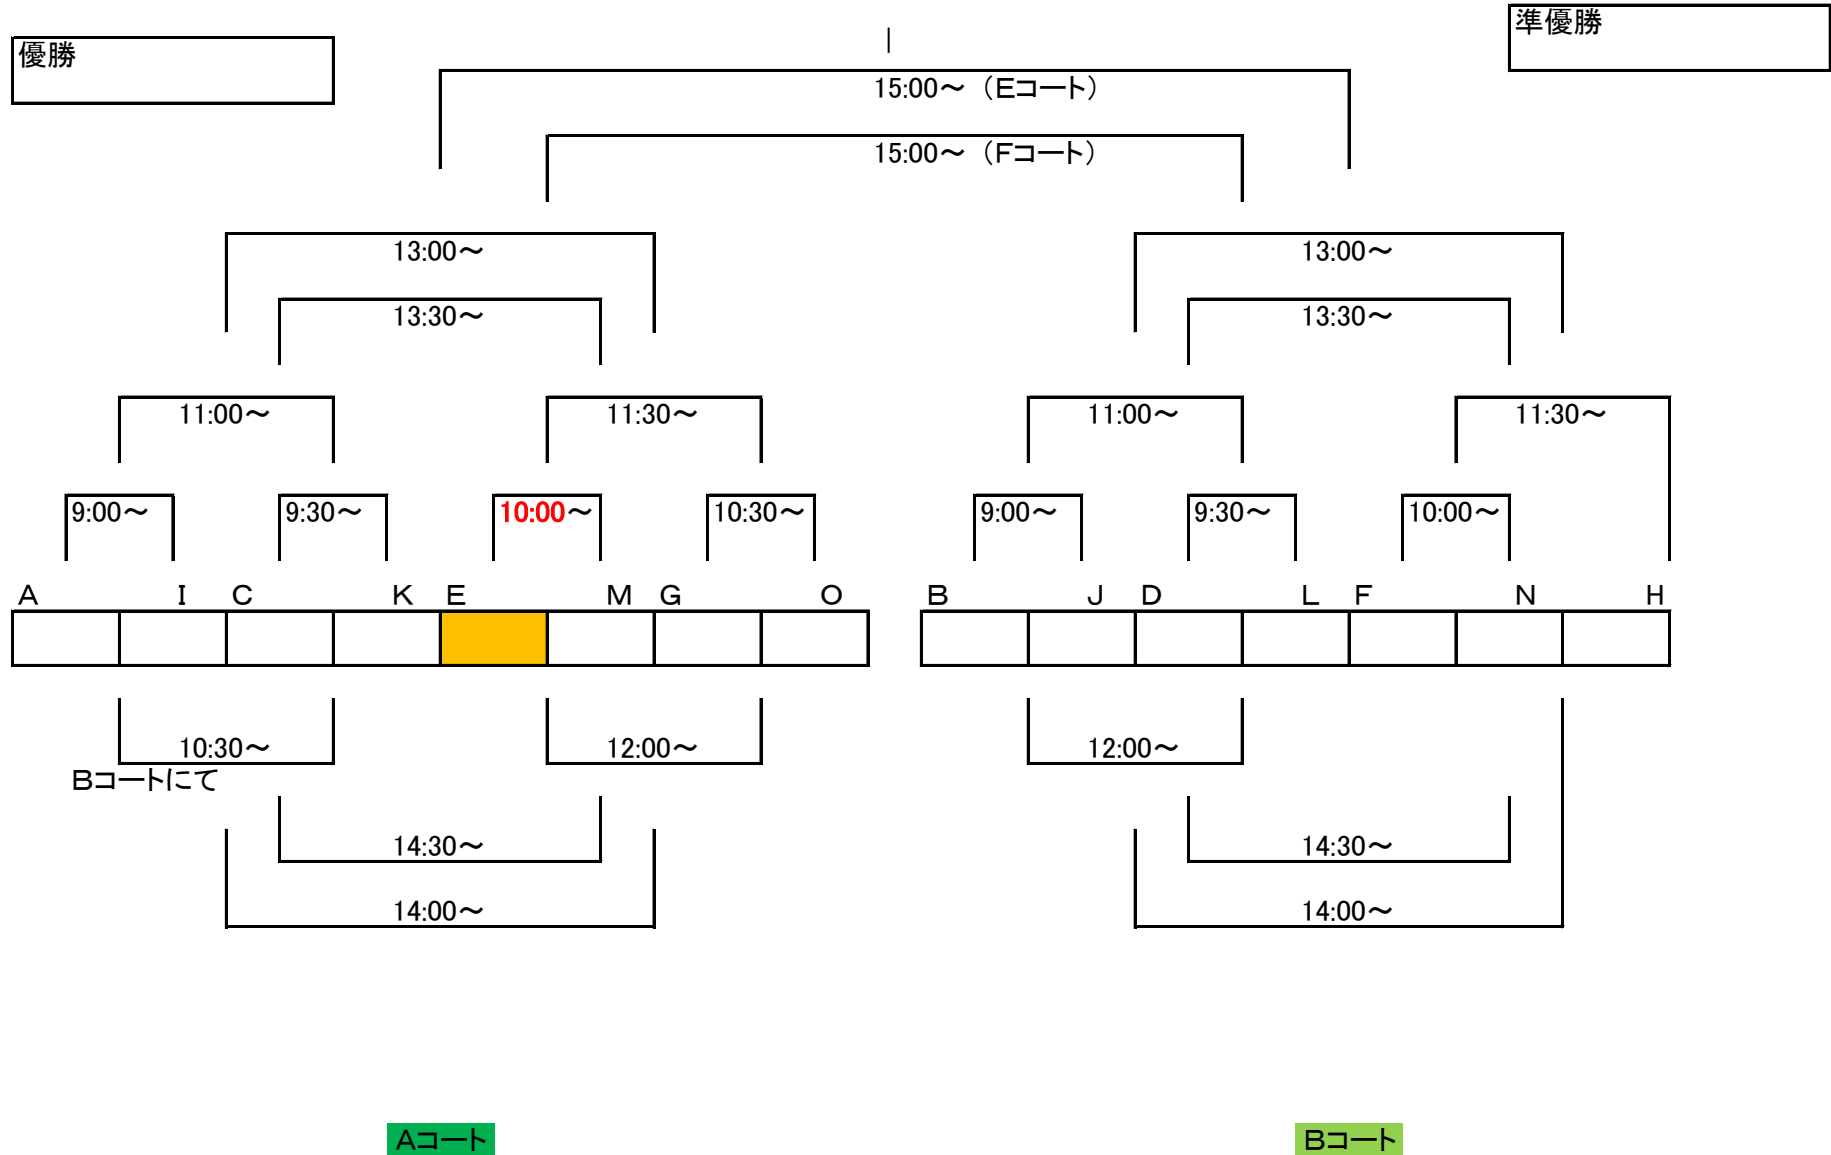 準優勝
優勝
15:00～（Eコート）
15:00～（Fコート）
13:00～ 13:00～
13:30～ 13:30～
11:00～ 11:30～ 11:00～ 11:30～
9:00～ 9:30～ 10:00～ 10:30～ 9:00～ 9:30～ 10:00～
A I C K E M G O B J D L F N H
10:30～ 12:00～ 12:00～
Bコートにて
14:30～ 14:30～
14:00～ 14:00～
Aコート Bコート